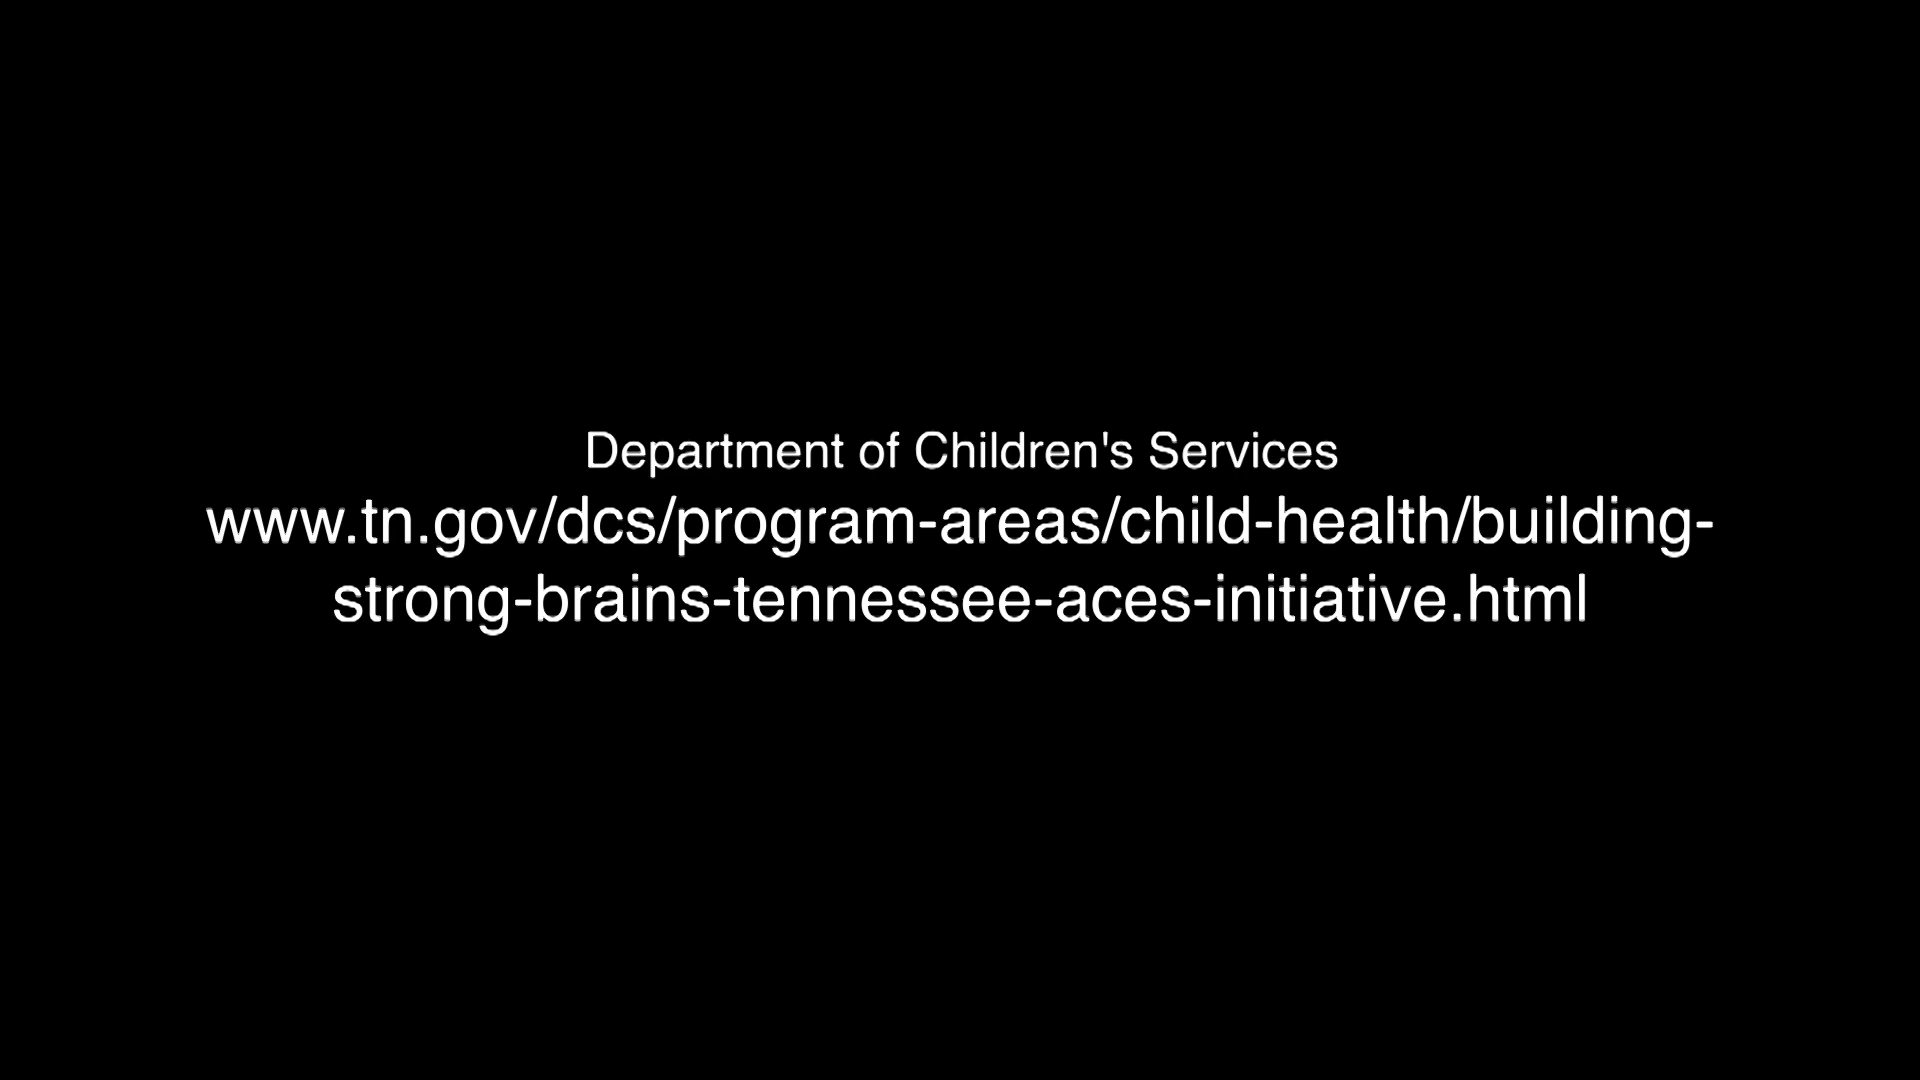 Department of Children's Services
www.tn.gov/dcs/program-areas/child-health/building-
strong-brains-tennessee-aces-initiative.html